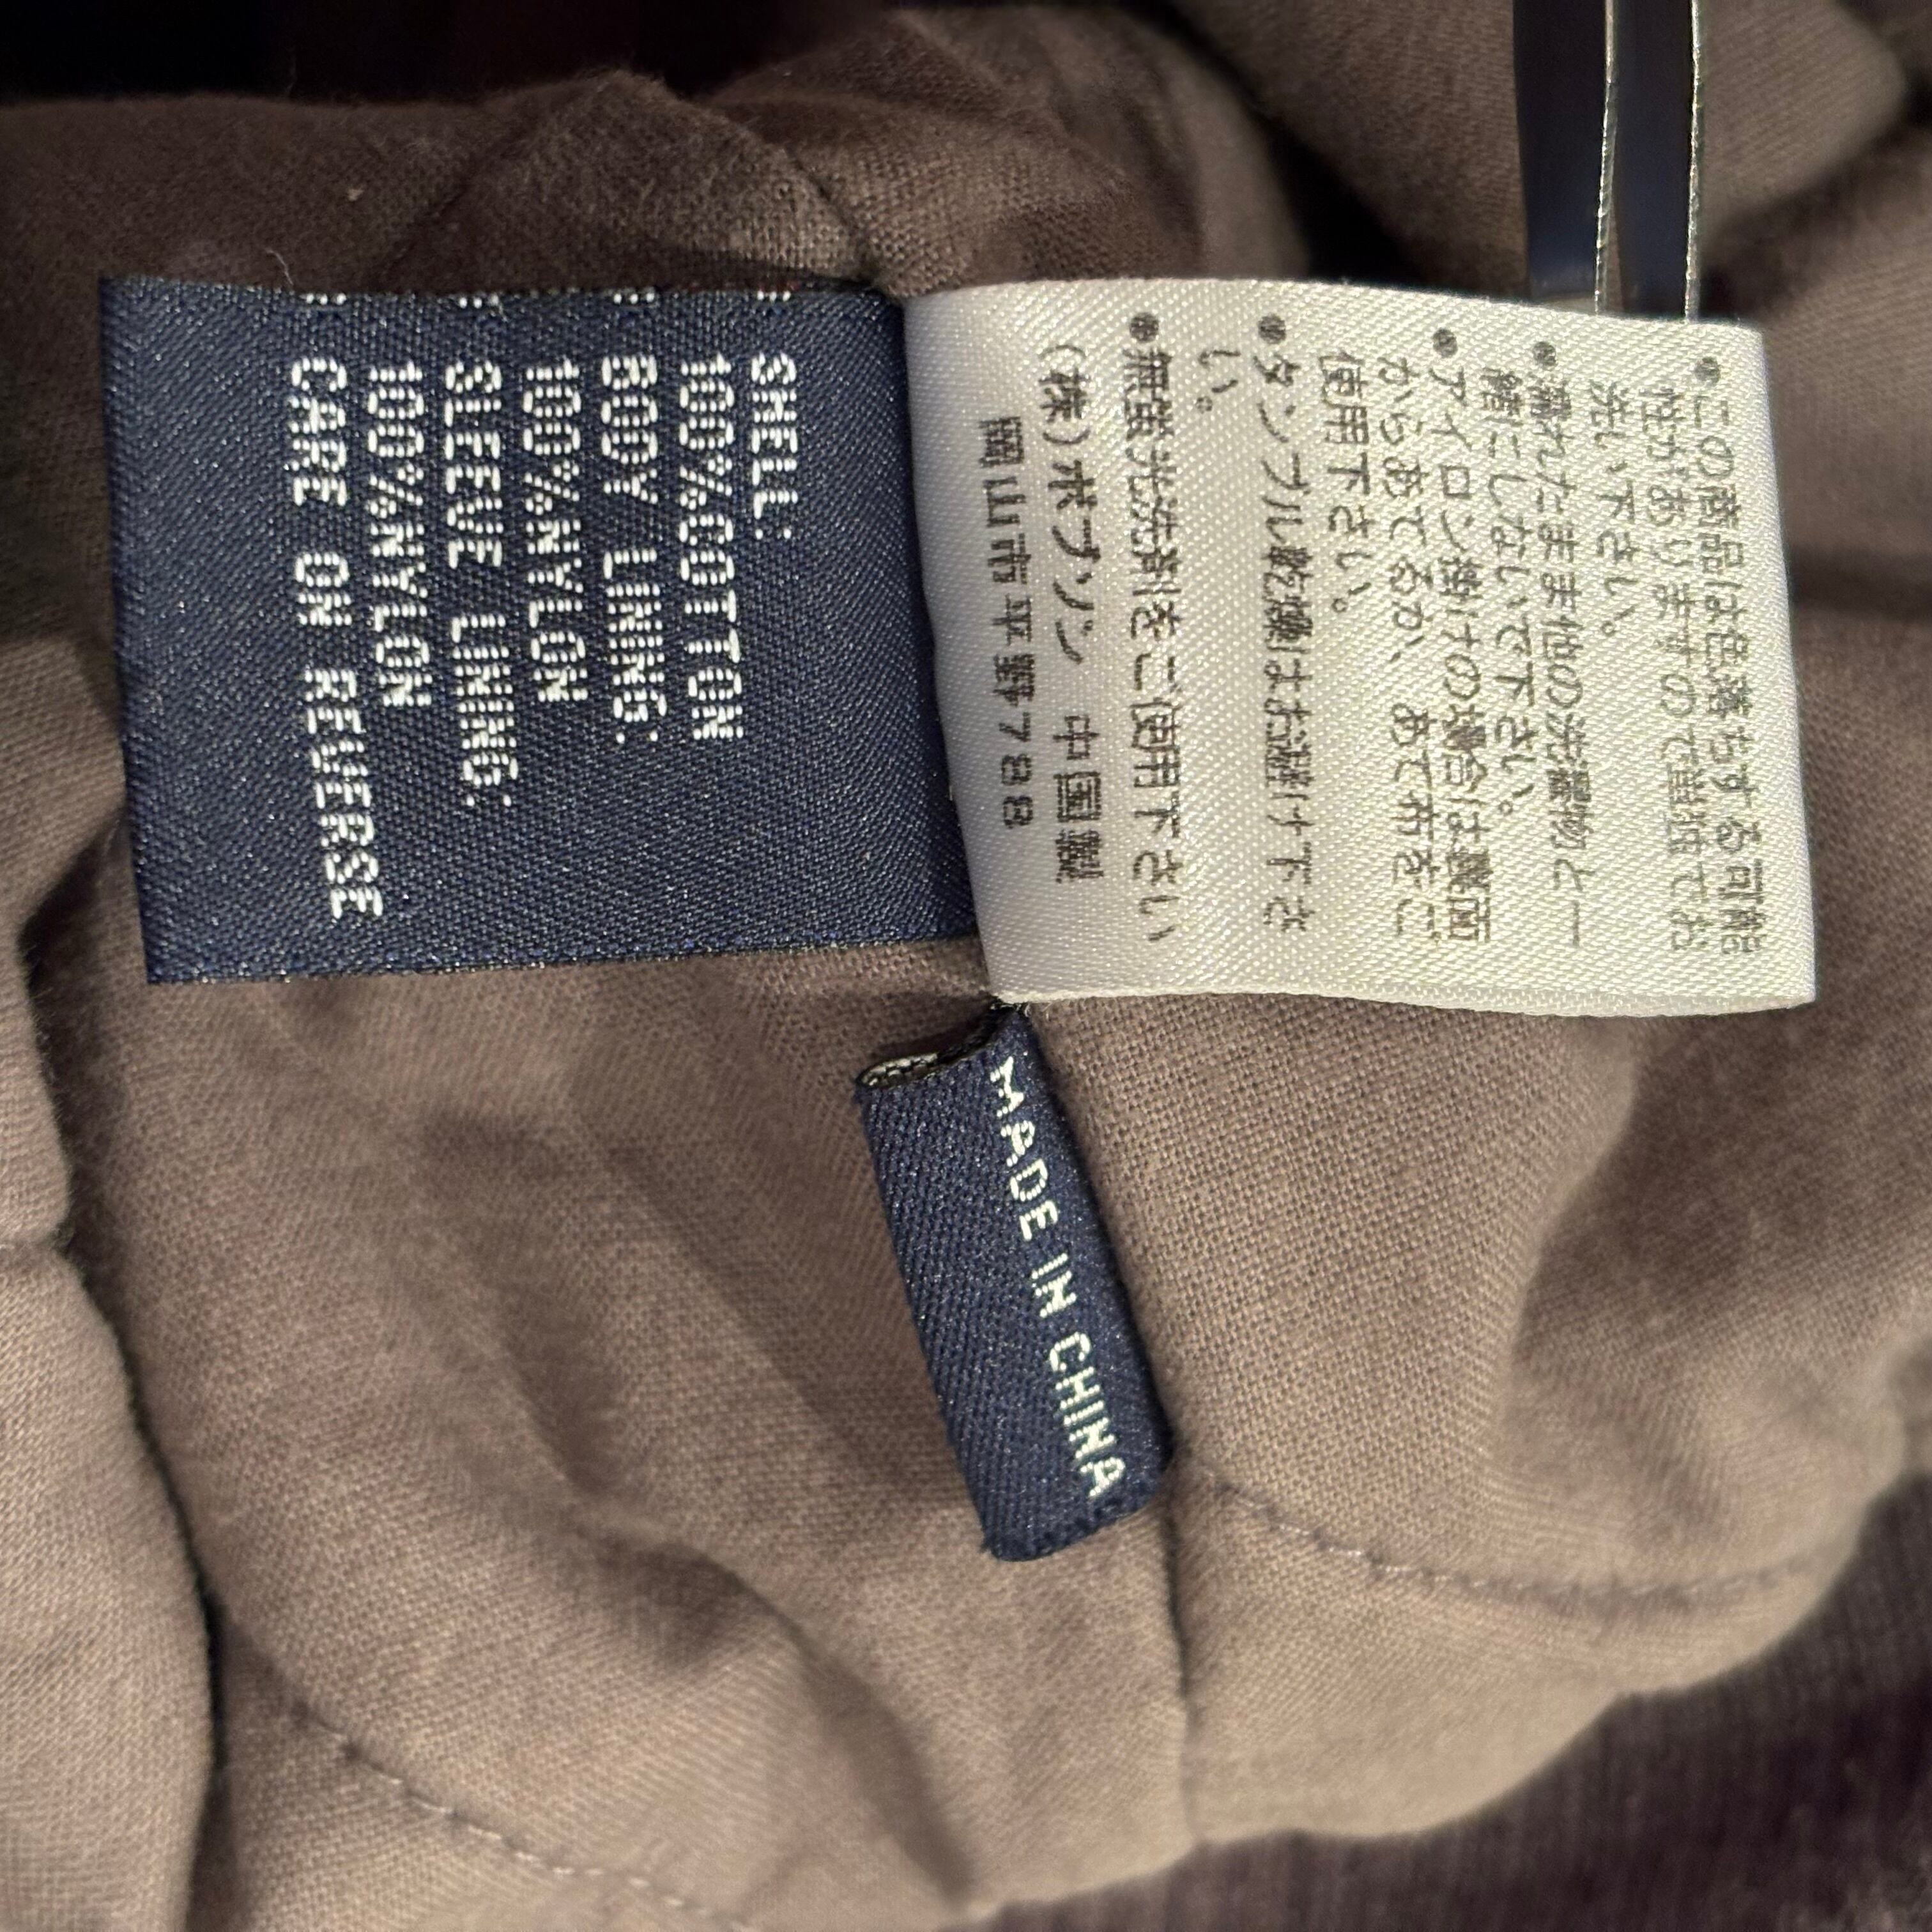 SHELL:
100%COTTON
BODY LINING:
100%NYLON
SLEEVE LINING:
100%NYLON
CARE ON REVERSE
●この商品は色落ちする可能
性がありますので単度でお
洗い下さい。
●濡れたまま他の洗濯物と一
緒にしないで下さい。
●アイロン掛けの場合は裏面
からあてるか、あて布をご
使用下さい。
●タンブル乾燥はお避け下さ
い。
●無蛍光洗剤をご使用下さい
(株)ボブソン 中国製
岡山市平野788
MADE IN CHINA